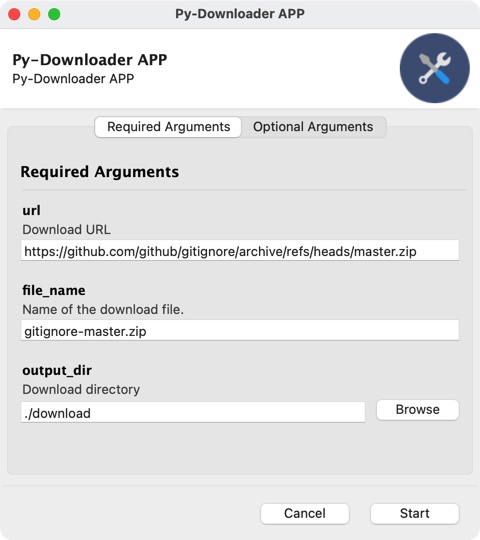 Py-Downloader APP
Py-Downloader APP
Py-Downloader APP
Required Arguments
Optional Arguments
Required Arguments
url
Download URL
https://github.com/github/gitignore/archive/refs/heads/master.zip
file_name
Name of the download file.
gitignore-master.zip
output_dir
Download directory
./download
Browse
Cancel
Start